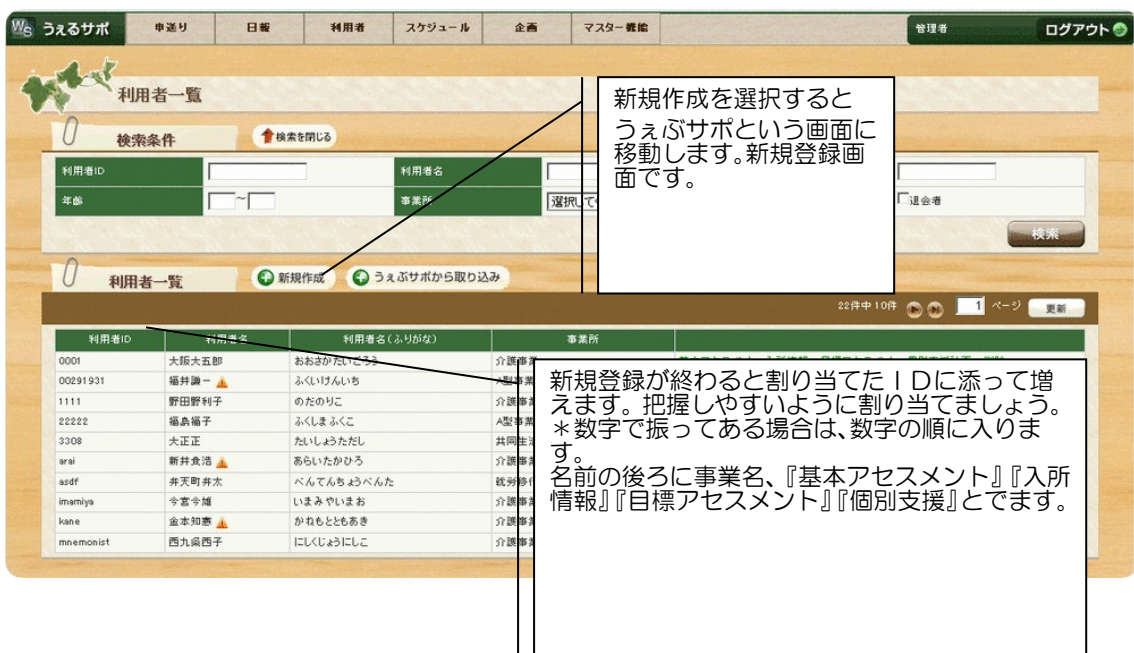 うぇるサポ 申送り 日報 利用者 スケジュール 企画 マスター機能 管理者 ログアウト
利用者一覧
検索条件 検索を閉じる
利用者ID 利用者名
年齢 ~ 事業所 退会者
検索
利用者一覧 新規作成 うぇぶサポから取り込み
22件中10件 1 ページ 更新
利用者ID 利用者名 利用者名(ふりがな) 事業所
0001 大阪大五郎 おおさかだいごろう
00291931 ふくいけんいち
1111 野田野利子 のだのりこ
22222 福島福子 ふくしまふくこ
3308 大正正 たいしょうただし
arai あらいたかひろ
asdf 弁天町弁太 べんてんちょうべんた
imamiya 今宮今雄 いまみやいまお
kane 金本知憲 かねもとともあき
mnemonist 西九条西子 にしくじょうにしこ
新規作成を選択すると
うぇぶサポという画面に
移動します。新規登録画
面です。
新規登録が終わると割り当てたIDに添って増
えます。把握しやすいように割り当てましょう。
*数字で振ってある場合は、数字の順に入りま
す。
名前の後ろに事業名、『基本アセスメント』『入所
情報』『目標アセスメント』『個別支援』とでます。